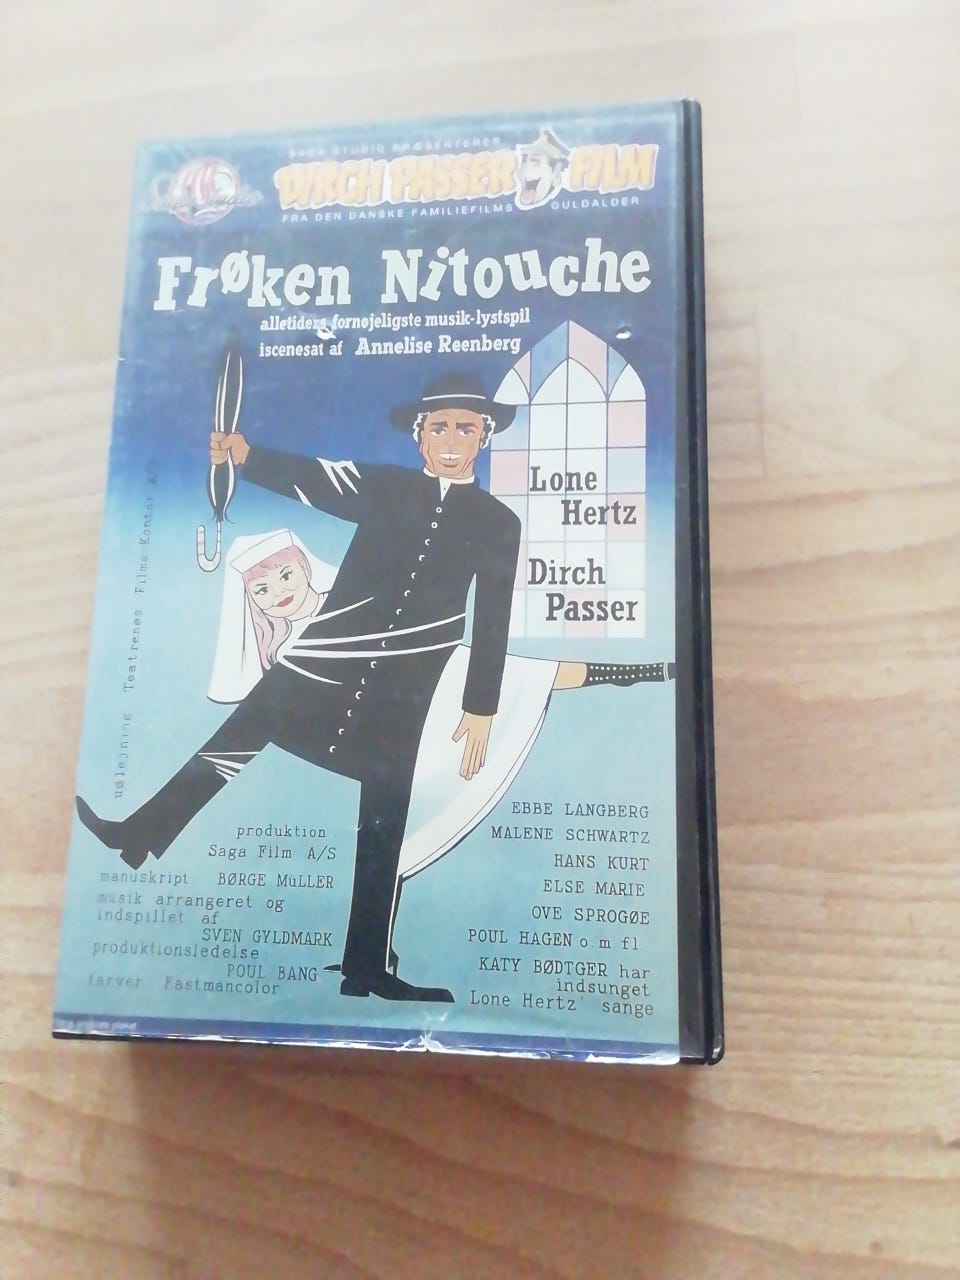 Saga Studio
SAGA STUDIO PRÆSENTERER
DIRCH PASSER FILM
FRA DEN DANSKE FAMILIEFILMS GULDALDER
Frøken Nitouche
alletiders fornøjeligste musik-lystspil
iscenesat af Annelise Reenberg
Lone
Hertz
Dirch
Passer
udlejning Teatrenes Films-Kontor A/S
produktion
Saga Film A/S
manuskript BØRGE MüLLER
musik arrangeret og
indspillet af
SVEN GYLDMARK
produktionsledelse
POUL BANG
farver Eastmancolor
EBBE LANGBERG
MALENE SCHWARTZ
HANS KURT
ELSE MARIE
OVE SPROGØE
POUL HAGEN o.m fl
KATY BØDTGER har
indsunget
Lone Hertz' sange